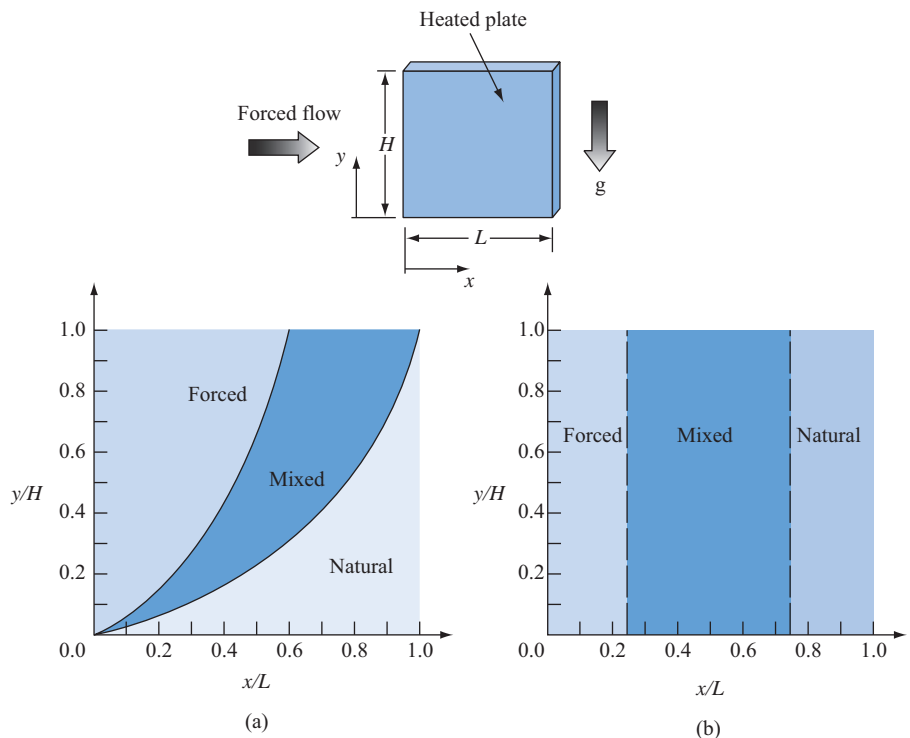 Heated plate
Forced flow
H
y
g
L
x
1.0
0.8
0.6
0.4
0.2
0.0
y/H
Forced
Mixed
Natural
0.2
0.4
0.6
0.8
1.0
x/L
(a)
1.0
0.8
0.6
0.4
0.2
0.0
y/H
Forced
Mixed
Natural
0.2
0.4
0.6
0.8
1.0
x/L
(b)